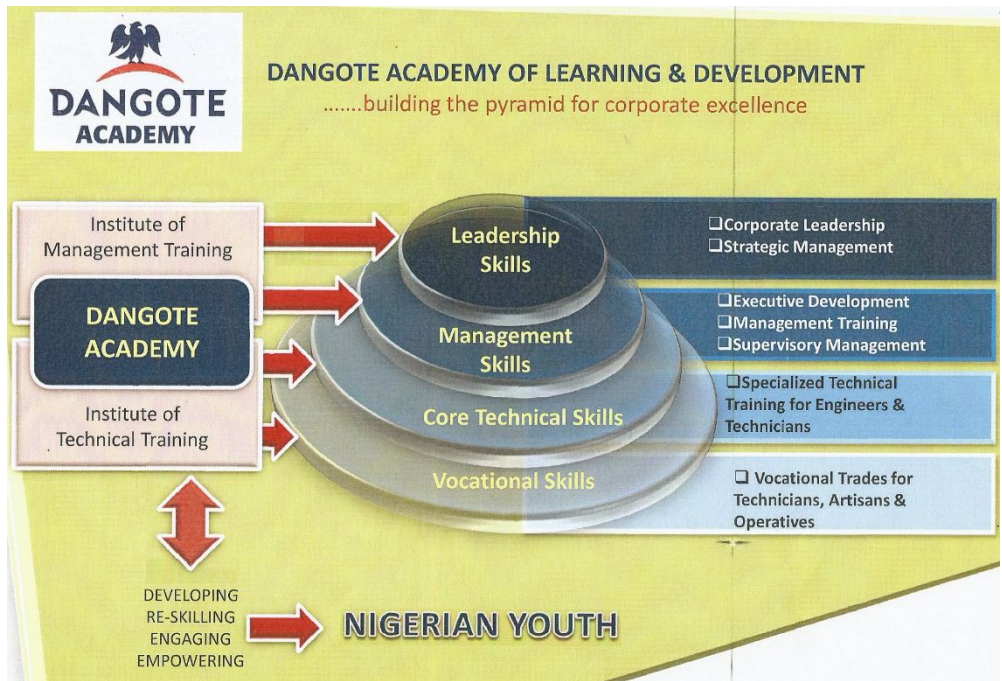 DANGOTE
ACADEMY
DANGOTE ACADEMY OF LEARNING & DEVELOPMENT
.......building the pyramid for corporate excellence
Institute of
Management Training
DANGOTE
ACADEMY
Institute of
Technical Training
Leadership
Skills
Management
Skills
Core Technical Skills
Vocational Skills
❑Corporate Leadership
❑Strategic Management
❑Executive Development
❑Management Training
❑Supervisory Management
❑Specialized Technical
Training for Engineers &
Technicians
❑ Vocational Trades for
Technicians, Artisans &
Operatives
DEVELOPING
RE-SKILLING
ENGAGING
EMPOWERING
NIGERIAN YOUTH